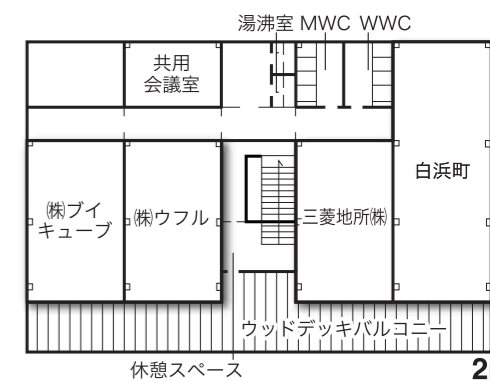 湯沸室 MWC WWC
共用
会議室
白浜町
㈱ブイ
キューブ
㈱ウフル
三菱地所㈱
ウッドデッキバルコニー
休憩スペース
2